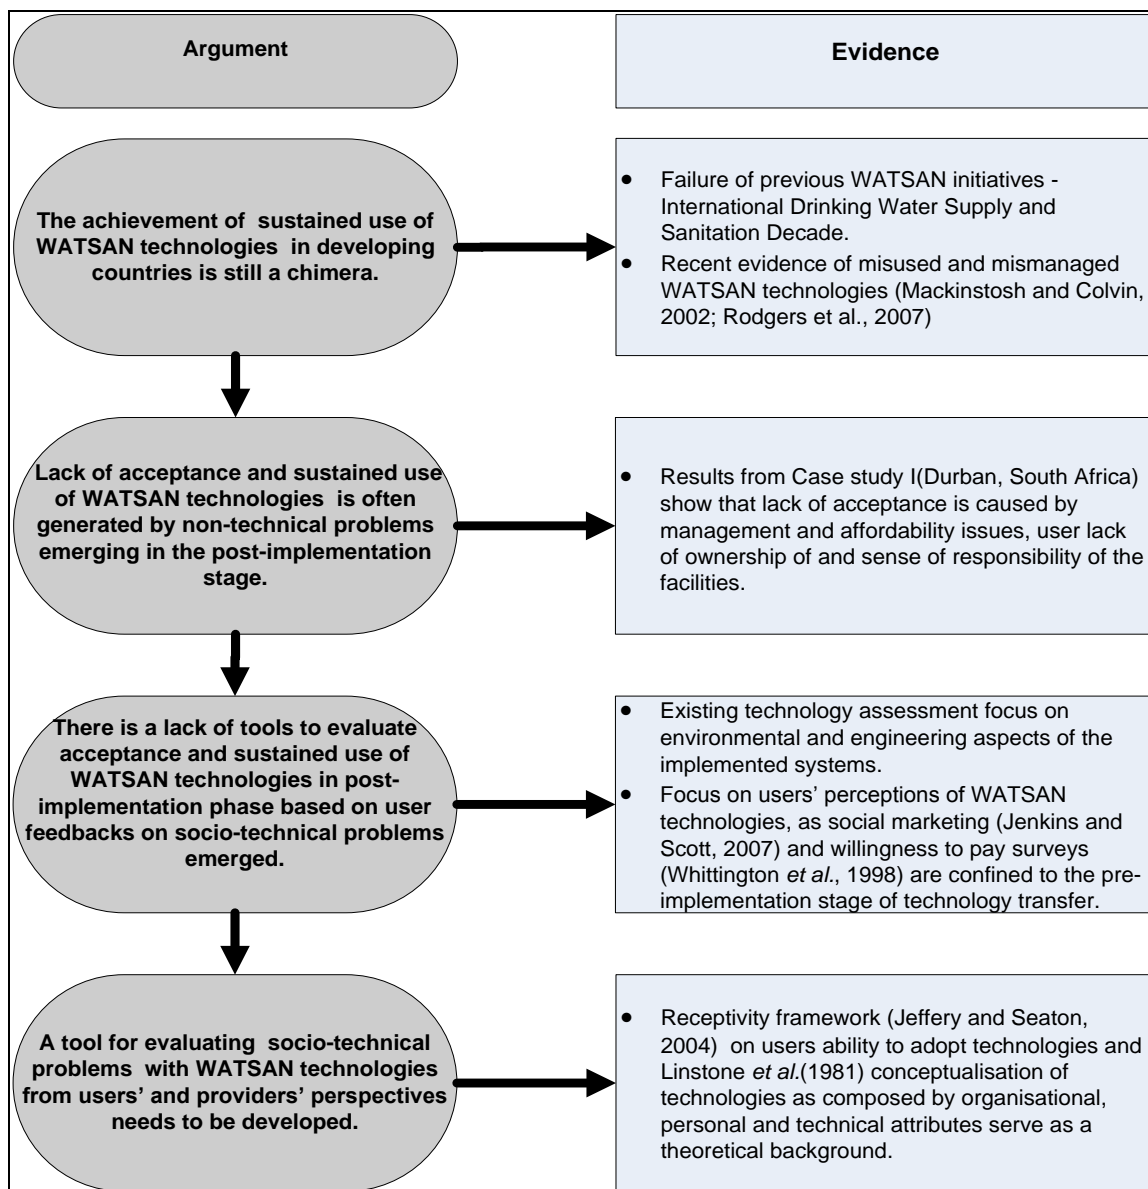 Argument
Evidence
The achievement of sustained use of
WATSAN technologies in developing
countries is still a chimera.
• Failure of previous WATSAN initiatives -
International Drinking Water Supply and
Sanitation Decade.
• Recent evidence of misused and mismanaged
WATSAN technologies (Mackinstosh and Colvin,
2002; Rodgers et al., 2007)
Lack of acceptance and sustained use
of WATSAN technologies is often
generated by non-technical problems
emerging in the post-implementation
stage.
• Results from Case study I(Durban, South Africa)
show that lack of acceptance is caused by
management and affordability issues, user lack
of ownership of and sense of responsibility of the
facilities.
There is a lack of tools to evaluate
acceptance and sustained use of
WATSAN technologies in post-
implementation phase based on user
feedbacks on socio-technical problems
emerged.
• Existing technology assessment focus on
environmental and engineering aspects of the
implemented systems.
• Focus on users' perceptions of WATSAN
technologies, as social marketing (Jenkins and
Scott, 2007) and willingness to pay surveys
(Whittington et al., 1998) are confined to the pre-
implementation stage of technology transfer.
A tool for evaluating socio-technical
problems with WATSAN technologies
from users' and providers' perspectives
needs to be developed.
• Receptivity framework (Jeffery and Seaton,
2004) on users ability to adopt technologies and
Linstone et al.(1981) conceptualisation of
technologies as composed by organisational,
personal and technical attributes serve as a
theoretical background.